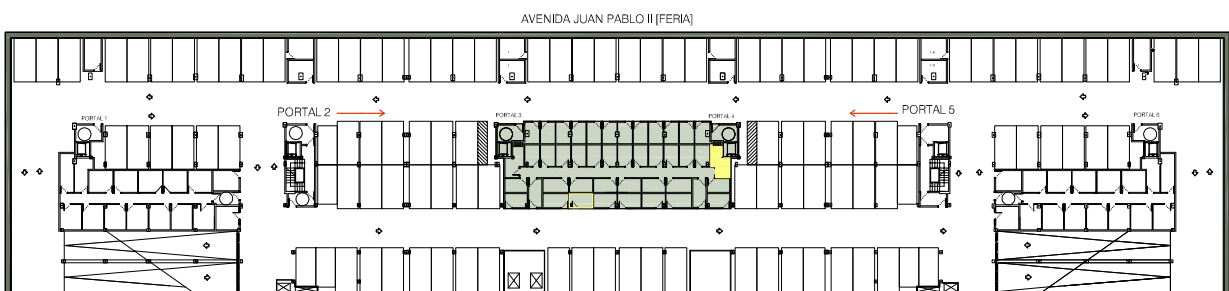 AVENIDA JUAN PABLO II [FERIA]
PORTAL 1
PORTAL 2
PORTAL 3
PORTAL 4
PORTAL 5
PORTAL 6